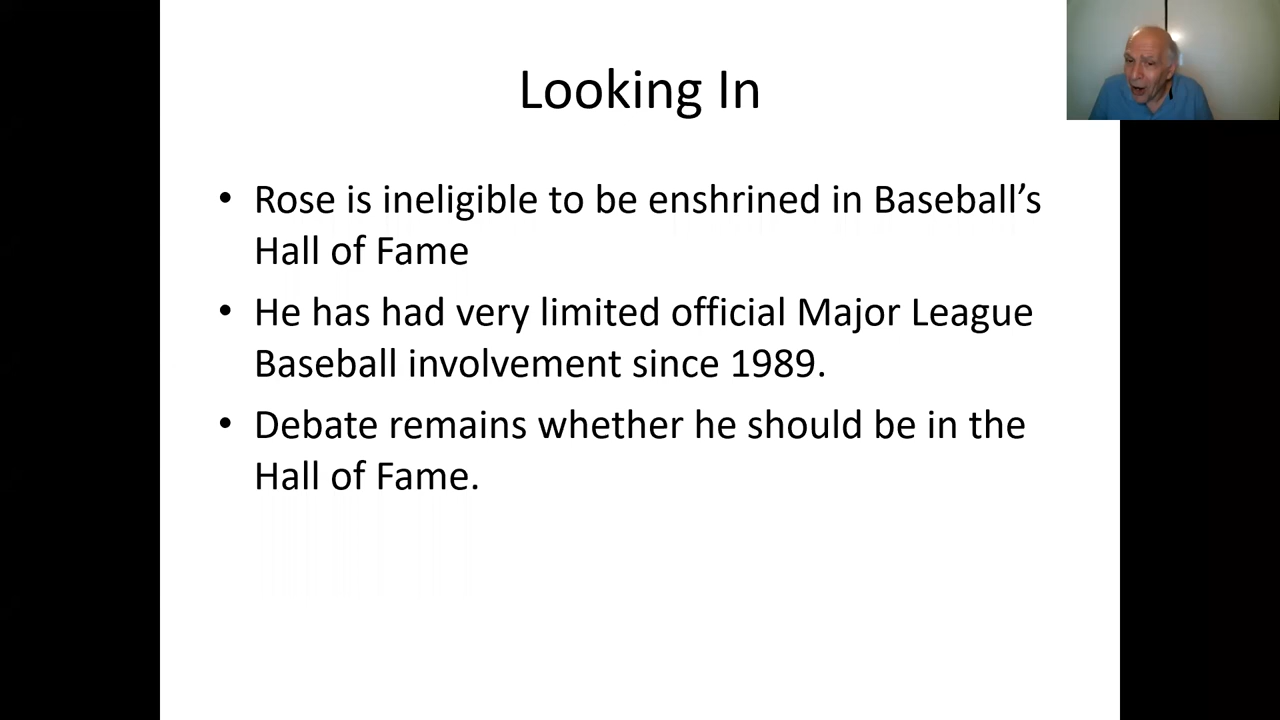 Looking In
• Rose is ineligible to be enshrined in Baseball’s
Hall of Fame
• He has had very limited official Major League
Baseball involvement since 1989.
• Debate remains whether he should be in the
Hall of Fame.